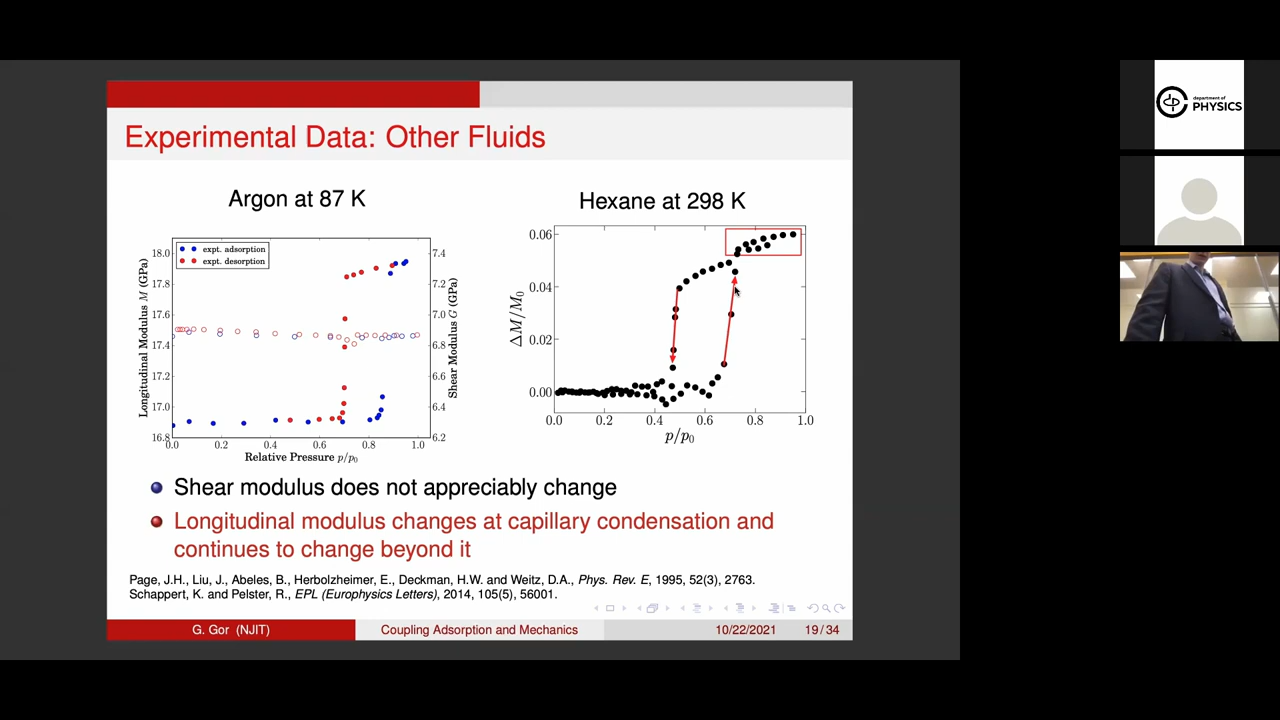 Experimental Data: Other Fluids
Argon at 87 K
Hexane at 298 K
expt. adsorption
expt. desorption
18.0
17.8
17.6
17.4
17.2
17.0
16.8
Longitudinal Modulus M (GPa)
7.4
7.2
7.0
6.8
6.6
6.4
6.2
Shear Modulus G (GPa)
0.0 0.2 0.4 0.6 0.8 1.0
Relative Pressure p/p₀
0.06
0.04
0.02
0.00
ΔM/M₀
0.0 0.2 0.4 0.6 0.8 1.0
p/p₀
Shear modulus does not appreciably change
Longitudinal modulus changes at capillary condensation and
continues to change beyond it
Page, J.H., Liu, J., Abeles, B., Herbolzheimer, E., Deckman, H.W. and Weitz, D.A., Phys. Rev. E, 1995, 52(3), 2763.
Schappert, K. and Pelster, R., EPL (Europhysics Letters), 2014, 105(5), 56001.
G. Gor (NJIT)
Coupling Adsorption and Mechanics
10/22/2021
19 / 34
department of
PHYSICS